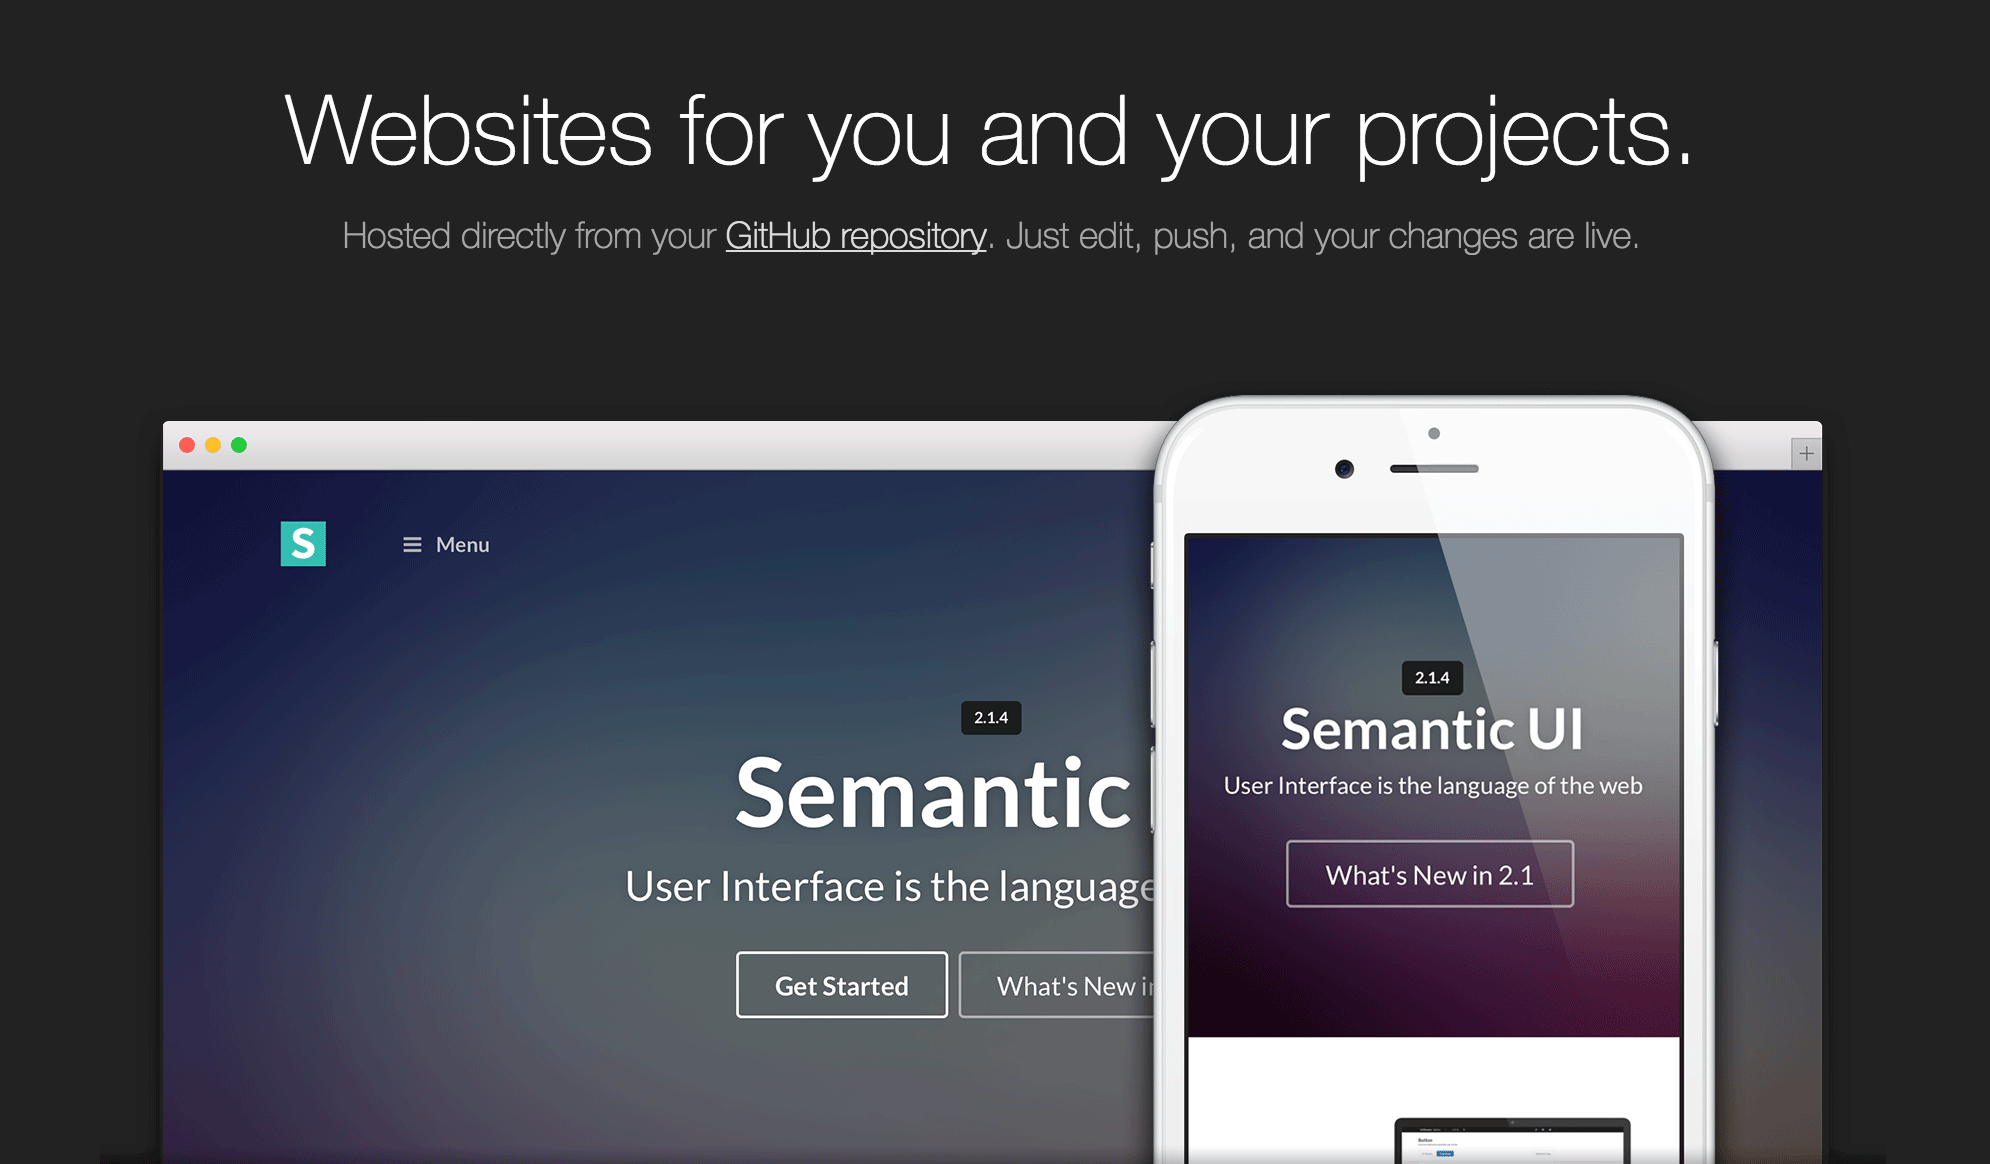 Websites for you and your projects.
Hosted directly from your GitHub repository. Just edit, push, and your changes are live.
S
Menu
2.1.4
Semantic
User Interface is the language
Get Started
What's New
2.1.4
Semantic UI
User Interface is the language of the web
What's New in 2.1
Button